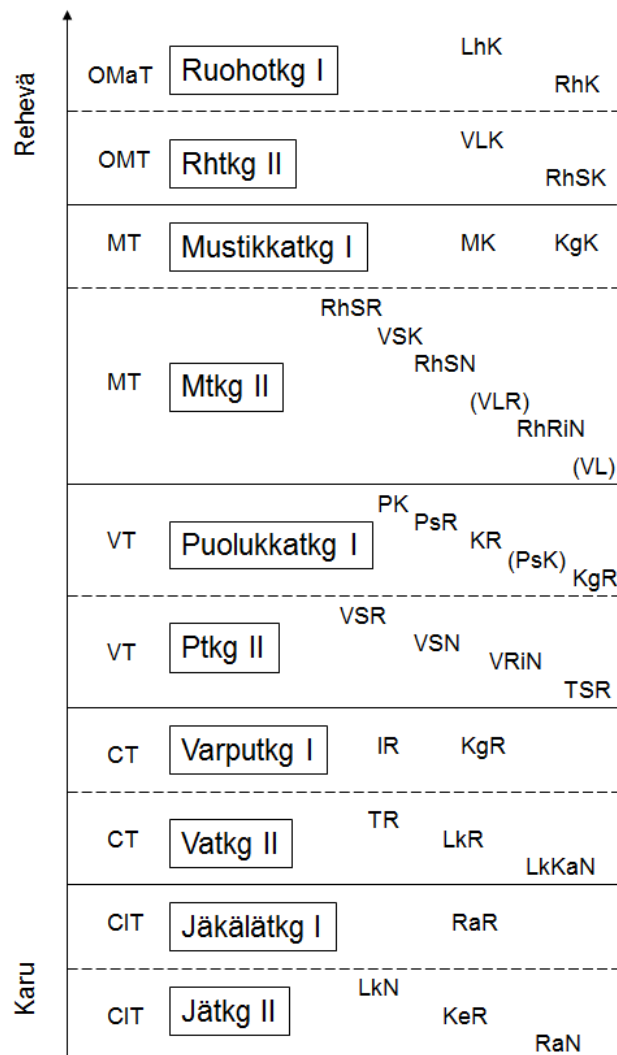 Rehevä
OMaT Ruohotkg I LhK
RhK
OMT Rhtkg II VLK
RhSK
MT Mustikkatkg I MK KgK
RhSR
VSK
RhSN
MT Mtkg II
(VLR)
RhRiN
(VL)
PK
PsR
VT Puolukkatkg I KR
(PsK)
KgR
VSR
VT Ptkg II VSN
VRiN
TSR
CT Varputkg I IR KgR
TR
CT Vatkg II LkR
LkKaN
ClT Jäkälätkg I RaR
LkN
ClT Jätkg II KeR
RaN
Karu